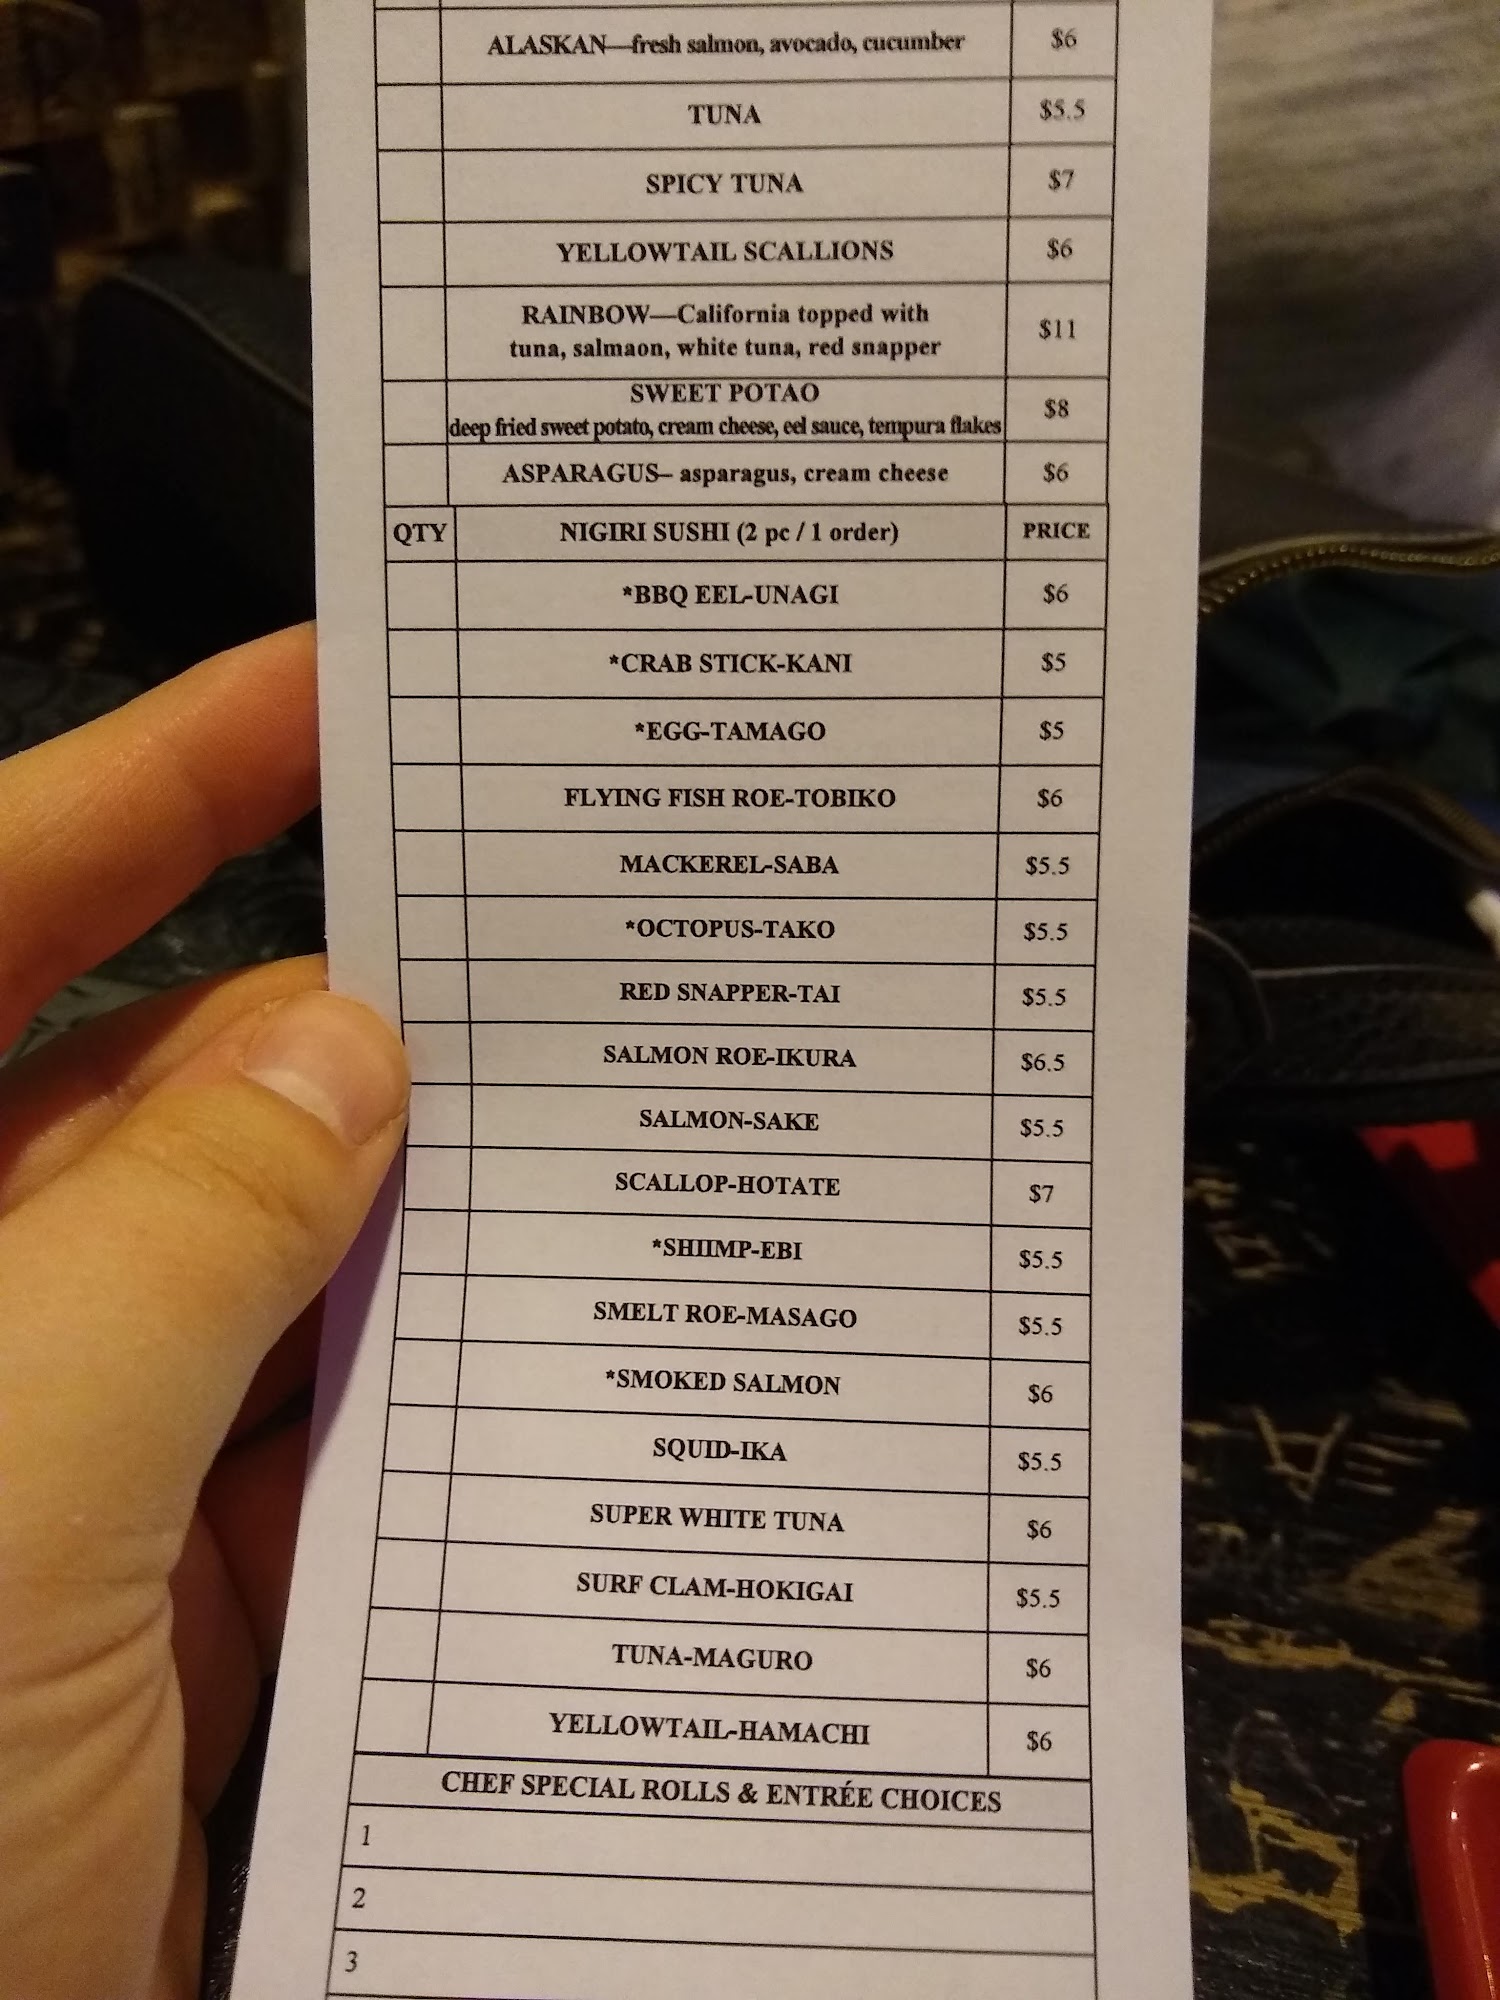 ALASKAN—fresh salmon, avocado, cucumber $6
TUNA $5.5
SPICY TUNA $7
YELLOWTAIL SCALLIONS $6
RAINBOW—California topped with
tuna, salmaon, white tuna, red snapper $11
SWEET POTAO
deep fried sweet potato, cream cheese, eel sauce, tempura flakes $8
ASPARAGUS– asparagus, cream cheese $6
QTY NIGIRI SUSHI (2 pc / 1 order) PRICE
*BBQ EEL-UNAGI $6
*CRAB STICK-KANI $5
*EGG-TAMAGO $5
FLYING FISH ROE-TOBIKO $6
MACKEREL-SABA $5.5
*OCTOPUS-TAKO $5.5
RED SNAPPER-TAI $5.5
SALMON ROE-IKURA $6.5
SALMON-SAKE $5.5
SCALLOP-HOTATE $7
*SHIIMP-EBI $5.5
SMELT ROE-MASAGO $5.5
*SMOKED SALMON $6
SQUID-IKA $5.5
SUPER WHITE TUNA $6
SURF CLAM-HOKIGAI $5.5
TUNA-MAGURO $6
YELLOWTAIL-HAMACHI $6
CHEF SPECIAL ROLLS & ENTRÉE CHOICES
1
2
3